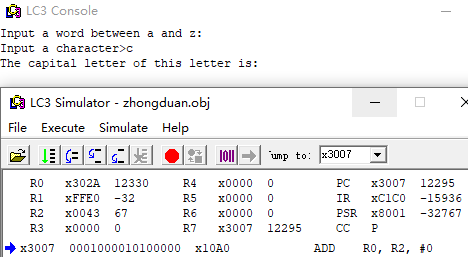 LC3 Console
Input a word between a and z:
Input a character>c
The capital letter of this letter is:
LC3 Simulator - zhongduan.obj
File Execute Simulate Help
Jump to: x3007
R0 x302A 12330 R4 x0000 0 PC x3007 12295
R1 xFFE0 -32 R5 x0000 0 IR xC1C0 -15936
R2 x0043 67 R6 x0000 0 PSR x8001 -32767
R3 x0000 0 R7 x3007 12295 CC P
x3007 0001000010100000 x10A0 ADD R0, R2, #0